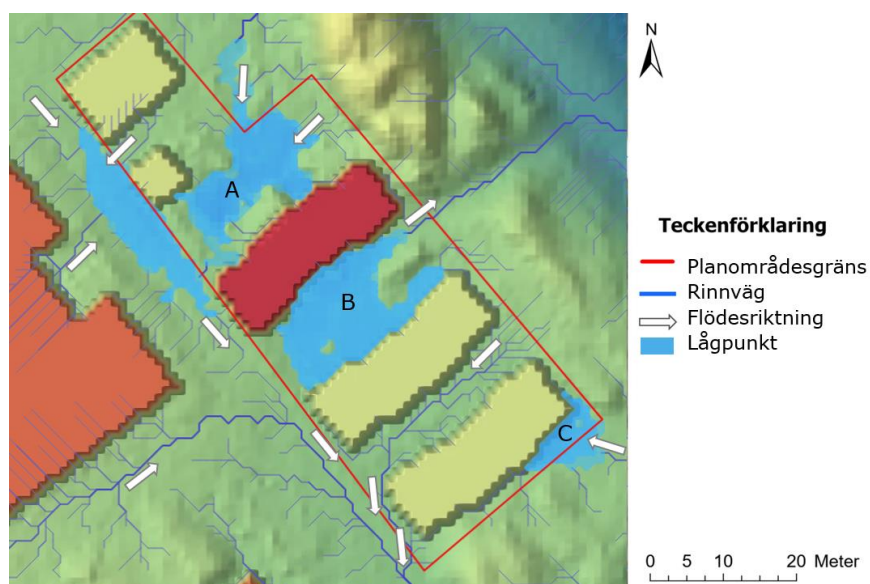 N
A
B
C
Teckenförklaring
Planområdesgräns
Rinnväg
Flödesriktning
Lågpunkt
0 5 10 20 Meter